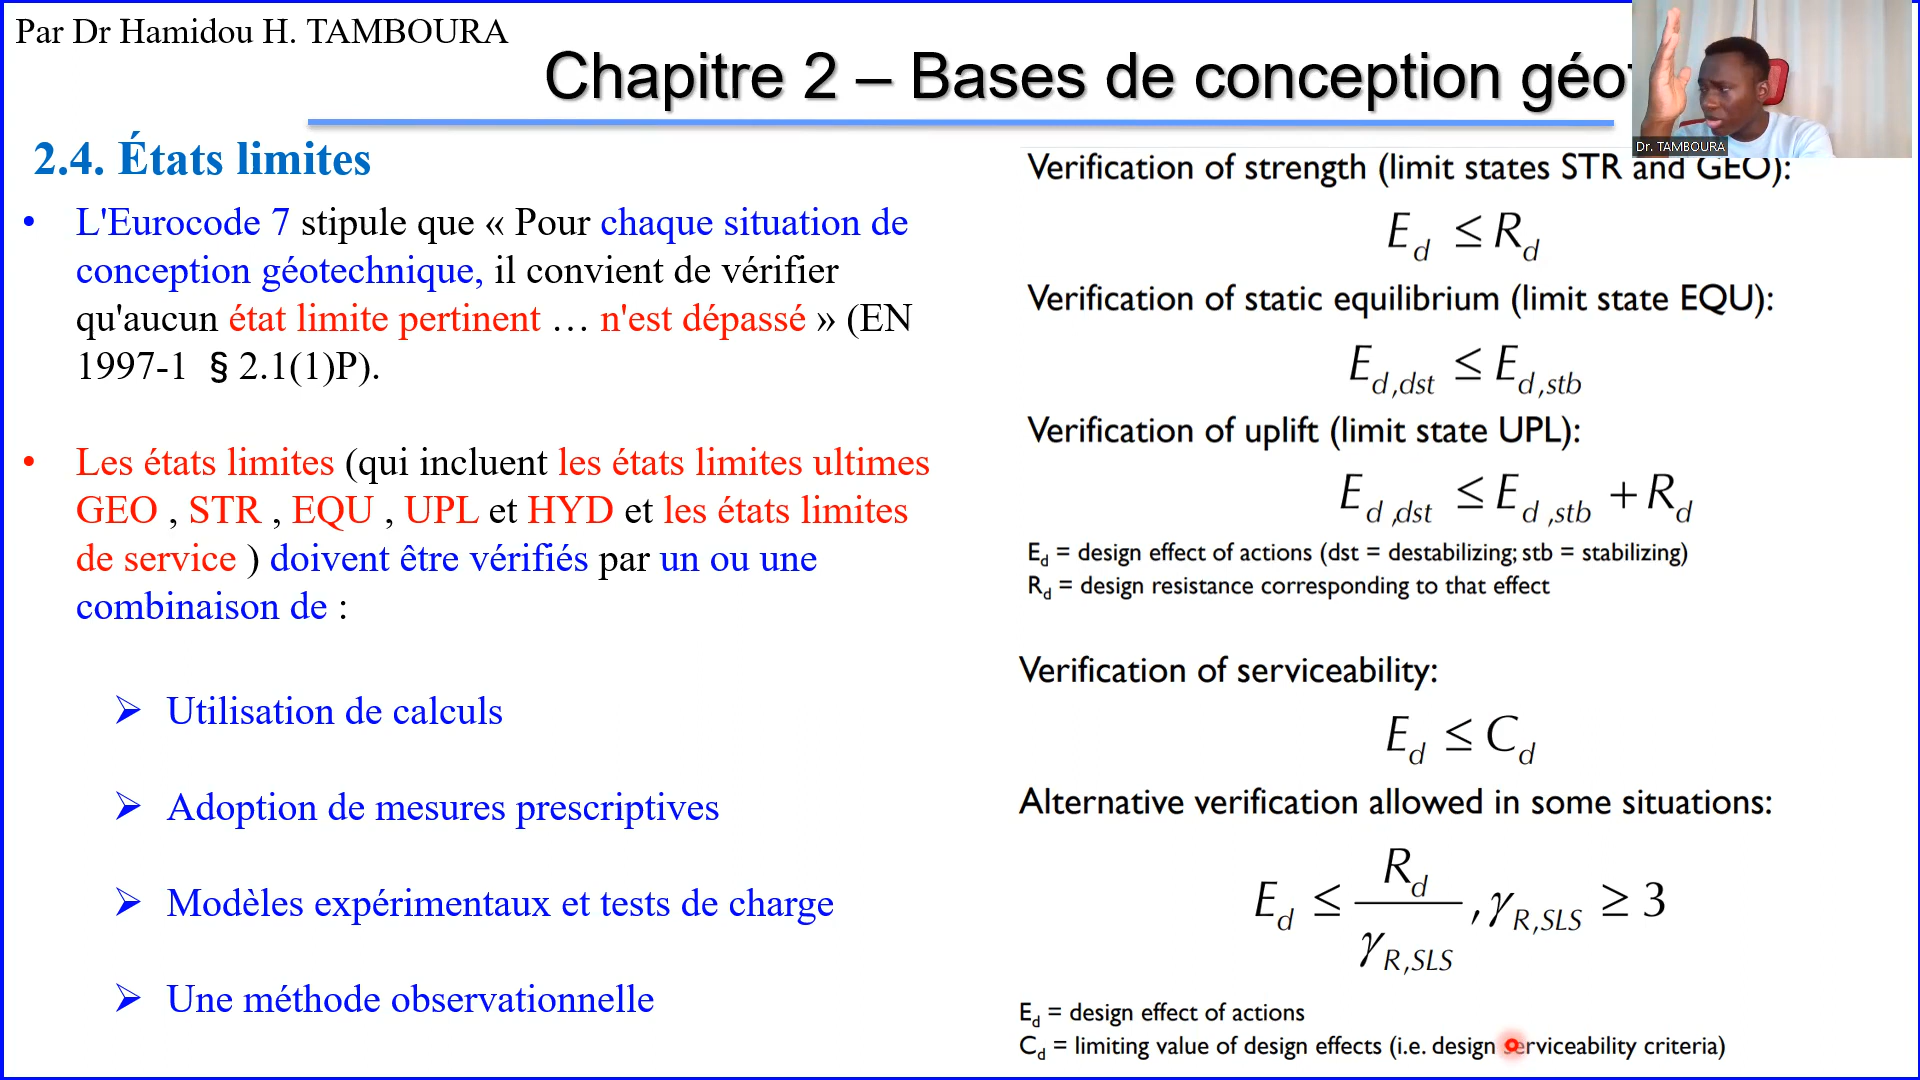 Par Dr Hamidou H. TAMBOURA
Chapitre 2 – Bases de conception
Dr. TAMBOURA
2.4. États limites
• L'Eurocode 7 stipule que « Pour chaque situation de
conception géotechnique, il convient de vérifier
qu'aucun état limite pertinent … n'est dépassé » (EN
1997-1 § 2.1(1)P).
• Les états limites (qui incluent les états limites ultimes
GEO , STR , EQU , UPL et HYD et les états limites
de service ) doivent être vérifiés par un ou une
combinaison de :
➢ Utilisation de calculs
➢ Adoption de mesures prescriptives
➢ Modèles expérimentaux et tests de charge
➢ Une méthode observationnelle
Verification of strength (limit states STR and GEO):
E_d ≤ R_d
Verification of static equilibrium (limit state EQU):
E_d,dst ≤ E_d,stb
Verification of uplift (limit state UPL):
E_d,dst ≤ E_d,stb + R_d
E_d = design effect of actions (dst = destabilizing; stb = stabilizing)
R_d = design resistance corresponding to that effect
Verification of serviceability:
E_d ≤ C_d
Alternative verification allowed in some situations:
E_d ≤ R_d / γ_R,SLS , γ_R,SLS ≥ 3
E_d = design effect of actions
C_d = limiting value of design effects (i.e. design serviceability criteria)